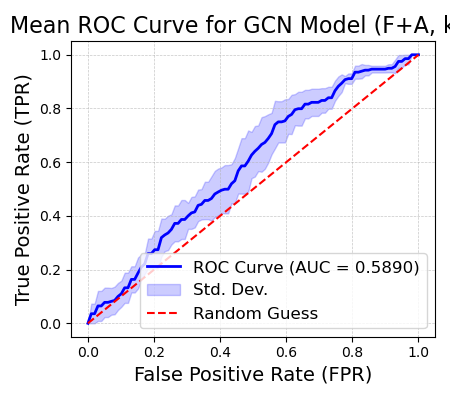 Mean ROC Curve for GCN Model (F+A, k
1.0
0.8
0.6
0.4
0.2
0.0
True Positive Rate (TPR)
ROC Curve (AUC = 0.5890)
Std. Dev.
Random Guess
0.0 0.2 0.4 0.6 0.8 1.0
False Positive Rate (FPR)